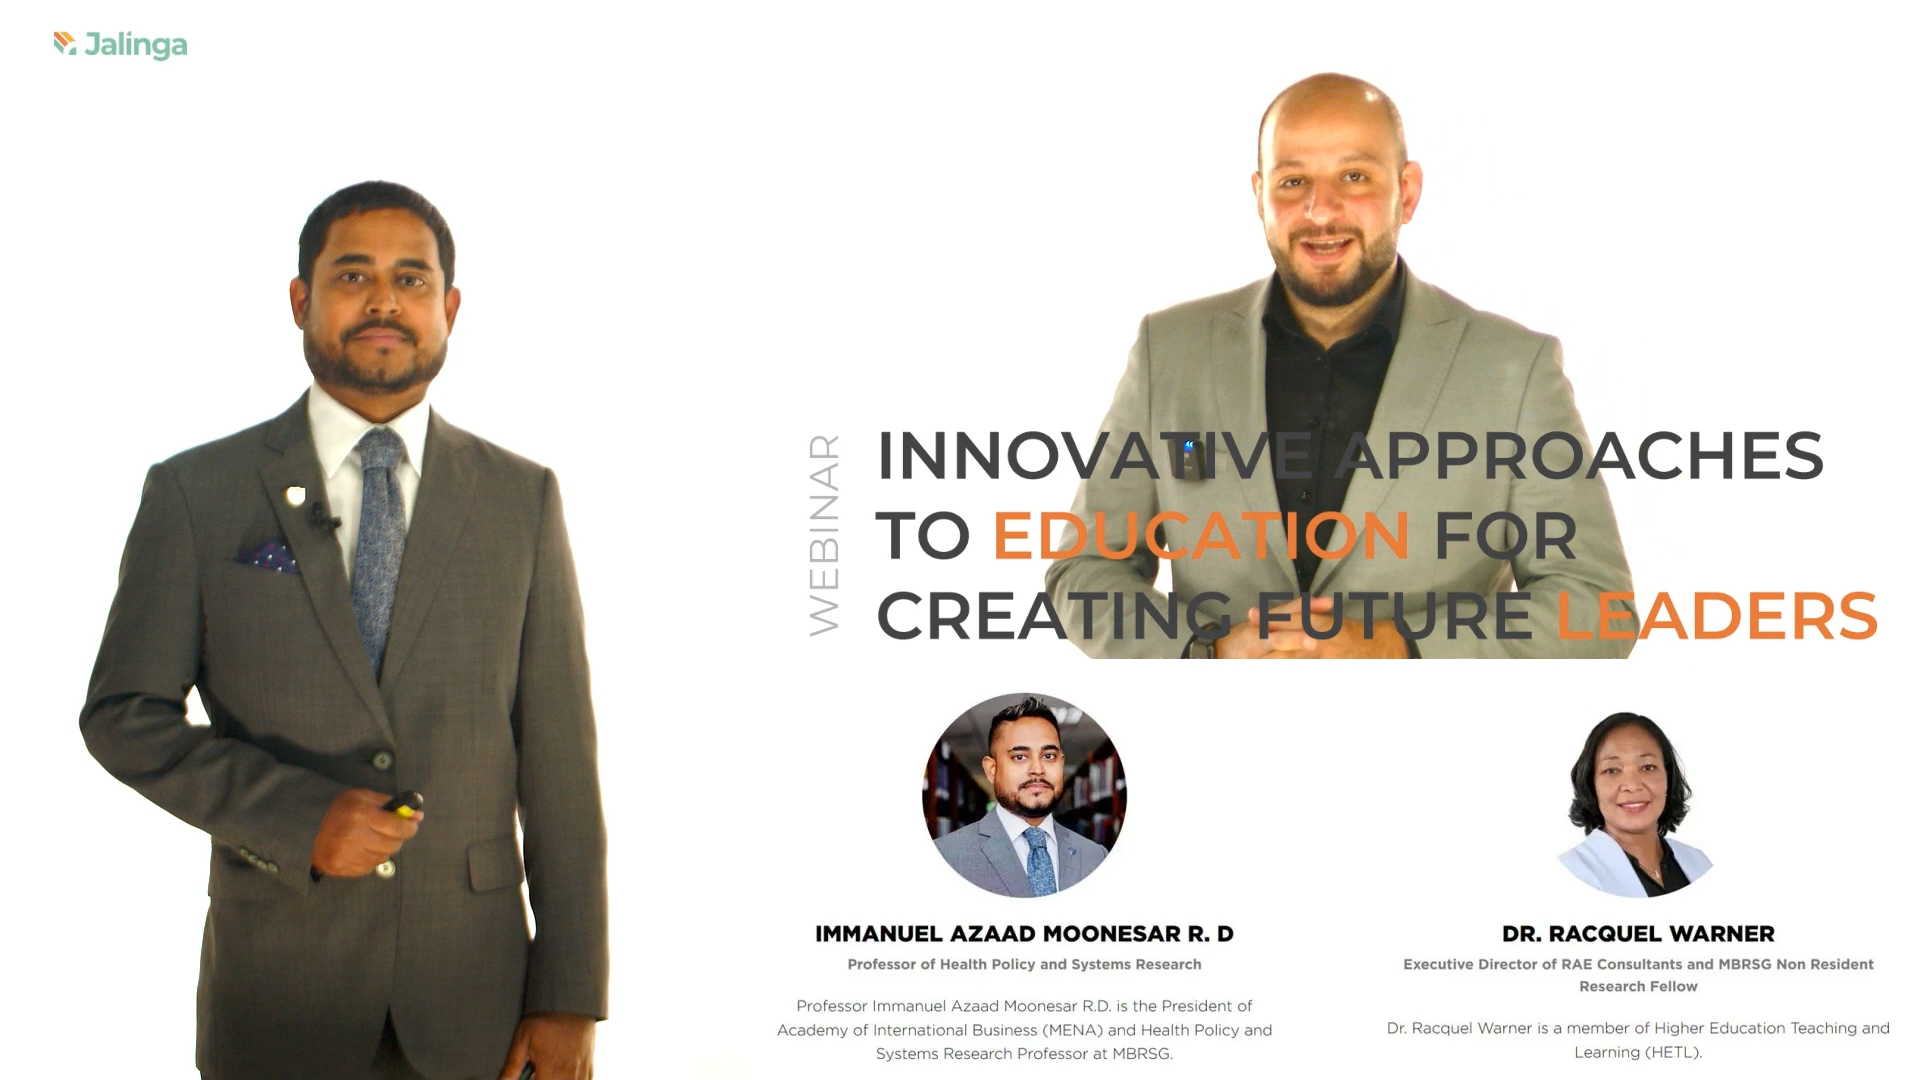 Jalinga
WEBINAR
INNOVATIVE APPROACHES
TO EDUCATION FOR
CREATING FUTURE LEADERS
IMMANUEL AZAAD MOONESAR R. D
Professor of Health Policy and Systems Research
Professor Immanuel Azaad Moonesar R.D. is the President of
Academy of International Business (MENA) and Health Policy and
Systems Research Professor at MBRSG.
DR. RACQUEL WARNER
Executive Director of RAE Consultants and MBRSG Non Resident
Research Fellow
Dr. Racquel Warner is a member of Higher Education Teaching and
Learning (HETL).